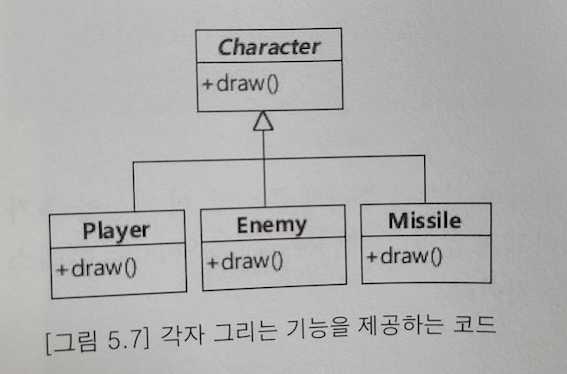 Character
+draw()
Player
+draw()
Enemy
+draw()
Missile
+draw()
[그림 5.7] 각자 그리는 기능을 제공하는 코드